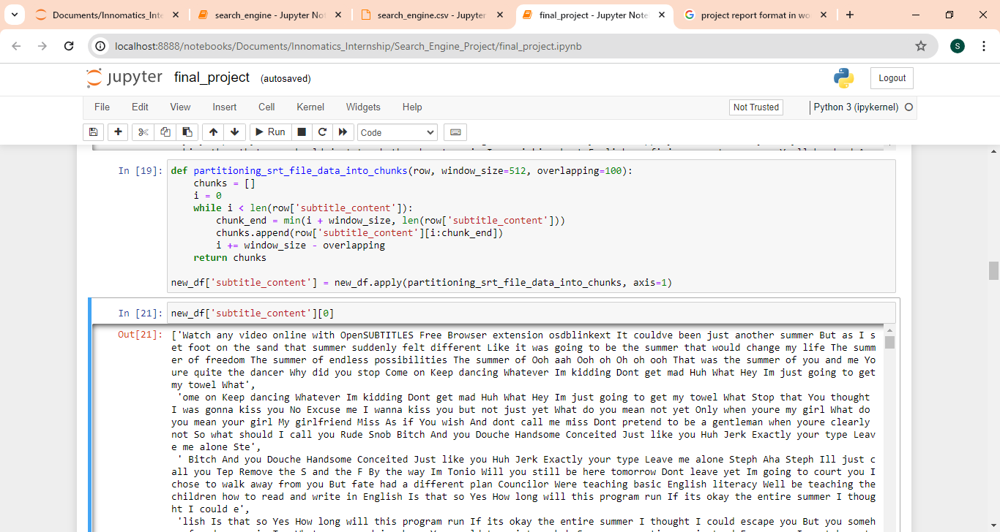 Documents/Innomatics_Inte
search_engine - Jupyter Not
search_engine.csv - Jupyter
final_project - Jupyter Note
project report format in wo
localhost:8888/notebooks/Documents/Innomatics_Internship/Search_Engine_Project/final_project.ipynb
S
jupyter final_project (autosaved)
Logout
File Edit View Insert Cell Kernel Widgets Help
Not Trusted
Python 3 (ipykernel)
Run
Code
In [19]: def partitioning_srt_file_data_into_chunks(row, window_size=512, overlapping=100):
chunks = []
i = 0
while i < len(row['subtitle_content']):
chunk_end = min(i + window_size, len(row['subtitle_content']))
chunks.append(row['subtitle_content'][i:chunk_end])
i += window_size - overlapping
return chunks
new_df['subtitle_content'] = new_df.apply(partitioning_srt_file_data_into_chunks, axis=1)
In [21]: new_df['subtitle_content'][0]
Out[21]: ['Watch any video online with OpenSUBTITLES Free Browser extension osdblinkext It couldve been just another summer But as I s
et foot on the sand that summer suddenly felt different Like it was going to be the summer that would change my life The summ
er of freedom The summer of endless possibilities The summer of Ooh aah Ooh oh Oh oh ooh That was the summer of you and me Yo
ure quite the dancer Why did you stop Come on Keep dancing Whatever Im kidding Dont get mad Huh What Hey Im just going to get
my towel What',
'ome on Keep dancing Whatever Im kidding Dont get mad Huh What Hey Im just going to get my towel What Stop that You thought
I was gonna kiss you No Excuse me I wanna kiss you but not just yet What do you mean not yet Only when youre my girl What do
you mean your girl My girlfriend Miss As if You wish And dont call me miss Dont pretend to be a gentleman when youre clearly
not So what should I call you Rude Snob Bitch And you Douche Handsome Conceited Just like you Huh Jerk Exactly your type Leav
e me alone Ste',
' Bitch And you Douche Handsome Conceited Just like you Huh Jerk Exactly your type Leave me alone Steph Aha Steph Ill just c
all you Tep Remove the S and the F By the way Im Tonio Will you still be here tomorrow Dont leave yet Im going to court you I
chose to walk away from you But fate had a different plan Councilor Were teaching basic English literacy Well be teaching the
children how to read and write in English Is that so Yes How long will this program run If its okay the entire summer I thoug
ht I could e',
'lish Is that so Yes How long will this program run If its okay the entire summer I thought I could escape you But you someh